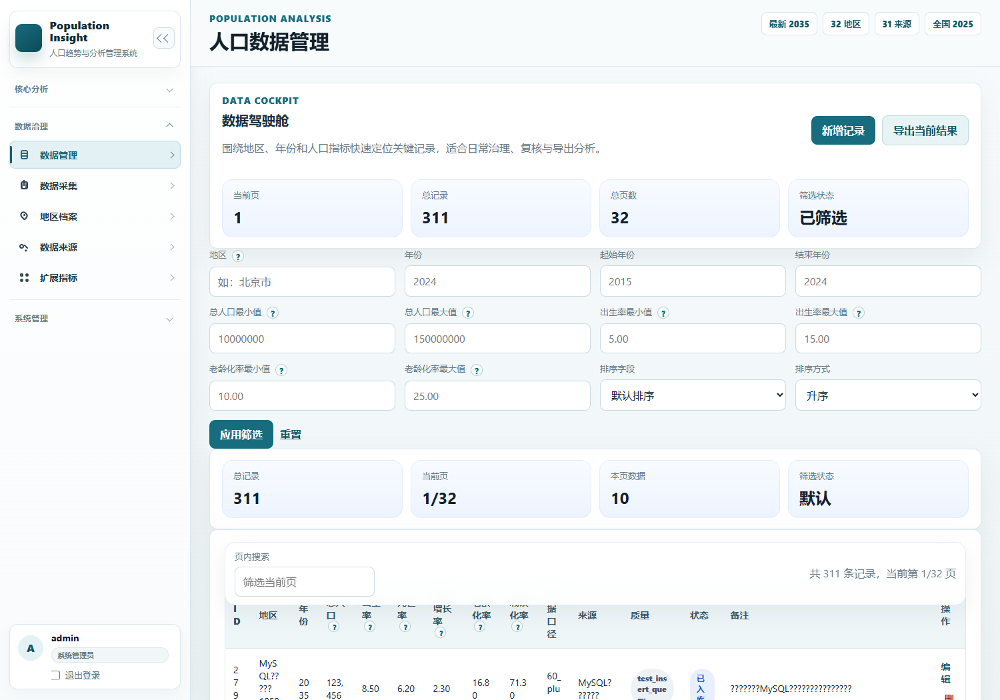 Population
Insight
人口趋势与分析管理系统
核心分析
数据治理
数据管理
数据采集
地区档案
数据来源
扩展指标
系统管理
A
admin
系统管理员
退出登录
POPULATION ANALYSIS
人口数据管理
最新 2035
32 地区
31 来源
全国 2025
DATA COCKPIT
数据驾驶舱
围绕地区、年份和人口指标快速定位关键记录，适合日常治理、复核与导出分析。
新增记录
导出当前结果
当前页
1
总记录
311
总页数
32
筛选状态
已筛选
地区 ?
年份
起始年份
结束年份
如：北京市
2024
2015
2024
总人口最小值 ?
总人口最大值 ?
出生率最小值 ?
出生率最大值 ?
10000000
150000000
5.00
15.00
老龄化率最小值 ?
老龄化率最大值 ?
排序字段
排序方式
10.00
25.00
默认排序
升序
应用筛选
重置
总记录
311
当前页
1/32
本页数据
10
筛选状态
默认
页内搜索
筛选当前页
共 311 条记录，当前第 1/32 页
I
D
地区
年
份
口
?
率
?
率
?
增长
率
?
化率
?
化率
?
据
口
径
来源
质量
状态
备注
操
作
2
7
9
MyS
QL??
??
20
35
123,
456
8.50
6.20
2.30
16.8
0
71.3
0
60_
plu
MySQL?
?????
test_ins
ert_que
已
入
库
???????MySQL???????????????
编
辑
删